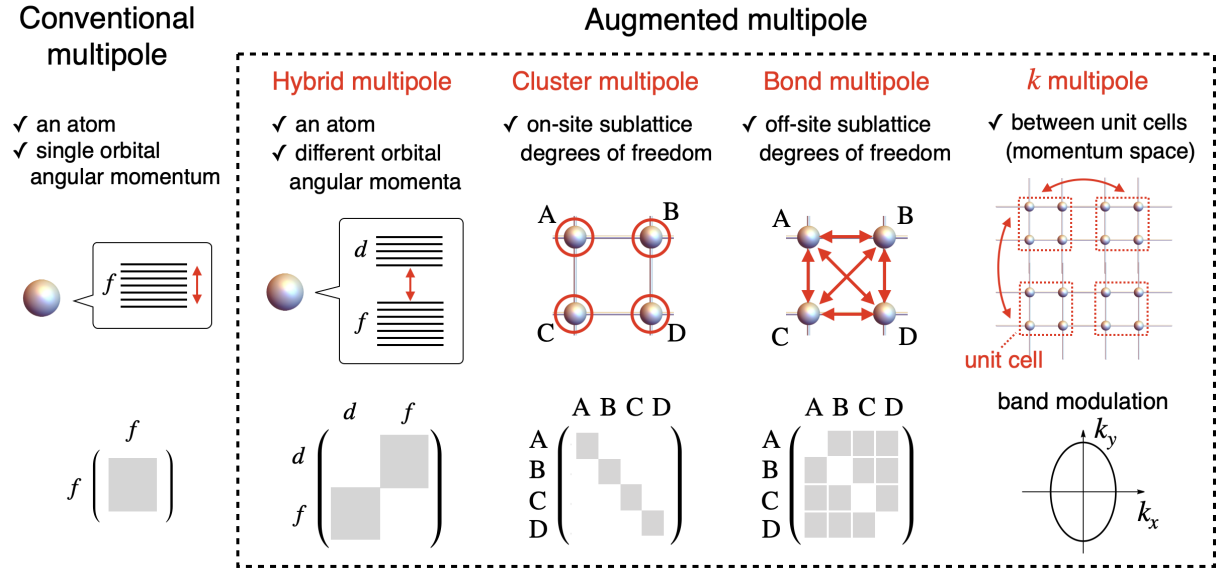 Conventional
multipole
✓ an atom
✓ single orbital
angular momentum
f
f
f
Augmented multipole
Hybrid multipole
✓ an atom
✓ different orbital
angular momenta
d
f
d f
d
f
Cluster multipole
✓ on-site sublattice
degrees of freedom
A B
C D
A B C D
A
B
C
D
Bond multipole
✓ off-site sublattice
degrees of freedom
A B
C D
A B C D
A
B
C
D
k multipole
✓ between unit cells
(momentum space)
unit cell
band modulation
k_y
k_x